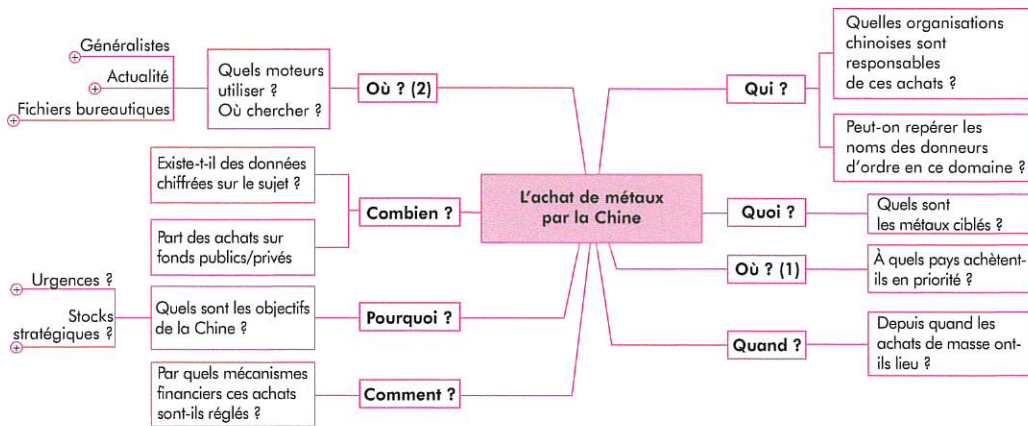 L'achat de métaux
par la Chine
Qui ?
Quelles organisations
chinoises sont
responsables
de ces achats ?
Peut-on repérer les
noms des donneurs
d'ordre en ce domaine ?
Quoi ?
Quels sont
les métaux ciblés ?
Où ? (1)
À quels pays achètent-
ils en priorité ?
Quand ?
Depuis quand les
achats de masse ont-
ils lieu ?
Où ? (2)
Quels moteurs
utiliser ?
Où chercher ?
Généralistes
Actualité
Fichiers bureautiques
Combien ?
Existe-t-il des données
chiffrées sur le sujet ?
Part des achats sur
fonds publics/privés
Pourquoi ?
Quels sont les objectifs
de la Chine ?
Urgences ?
Stocks
stratégiques ?
Comment ?
Par quels mécanismes
financiers ces achats
sont-ils réglés ?